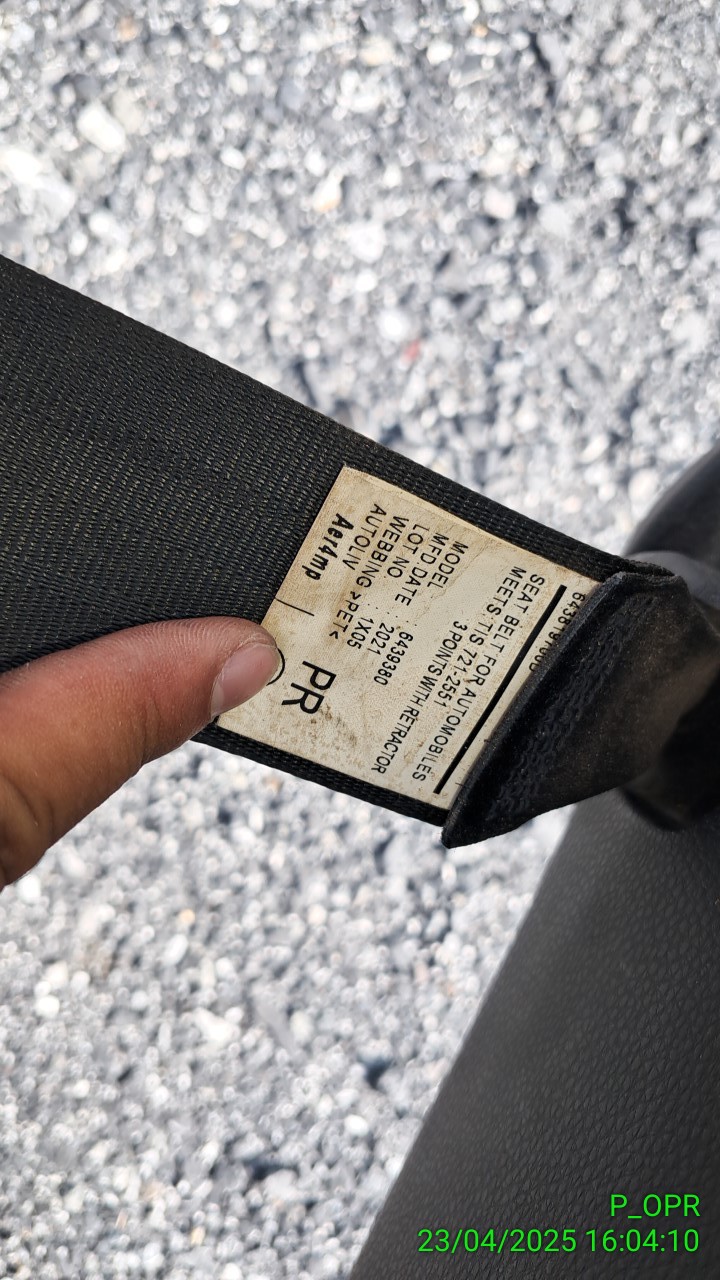 SEAT BELT FOR AUTOMOBILES
MEETS TIS 721-2551
3 POINTS WITH RETRACTOR
MODEL : 6439380
MFD DATE : 2021
LOT NO. : 1X05
WEBBING >PET<
AUTOLIV
PR
Aer4mp
P_OPR
23/04/2025 16:04:10